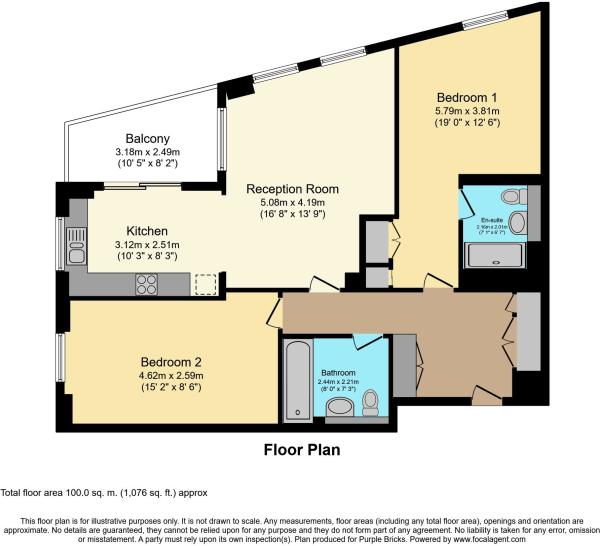 Bedroom 1
5.79m x 3.81m
(19' 0" x 12' 6")
Balcony
3.18m x 2.49m
(10' 5" x 8' 2")
Reception Room
5.08m x 4.19m
(16' 8" x 13' 9")
Kitchen
3.12m x 2.51m
(10' 3" x 8' 3")
En-suite
2.16m x 2.01m
(7' 1" x 6' 7")
Bedroom 2
4.62m x 2.59m
(15' 2" x 8' 6")
Bathroom
2.44m x 2.21m
(8' 0" x 7' 3")
Floor Plan
Total floor area 100.0 sq. m. (1,076 sq. ft.) approx
This floor plan is for illustrative purposes only. It is not drawn to scale. Any measurements, floor areas (including any total floor area), openings and orientation are
approximate. No details are guaranteed, they cannot be relied upon for any purpose and they do not form part of any agreement. No liability is taken for any error, omission
or misstatement. A party must rely upon its own inspection(s). Plan produced for Purple Bricks. Powered by www.focalagent.com